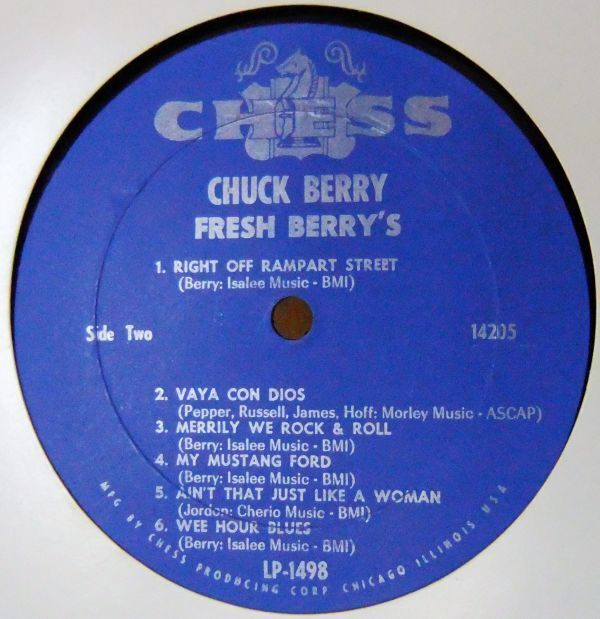 CHESS
CHUCK BERRY
FRESH BERRY'S
1. RIGHT OFF RAMPART STREET
(Berry: Isalee Music - BMI)
Side Two
14205
2. VAYA CON DIOS
(Pepper, Russell, James, Hoff: Morley Music - ASCAP)
3. MERRILY WE ROCK & ROLL
(Berry: Isalee Music - BMI)
4. MY MUSTANG FORD
(Berry: Isalee Music - BMI)
5. AIN'T THAT JUST LIKE A WOMAN
(Jordon: Cherio Music - BMI)
6. WEE HOUR BLUES
(Berry: Isalee Music - BMI)
LP-1498
MFG BY CHESS PRODUCING CORP CHICAGO ILLINOIS U.S.A